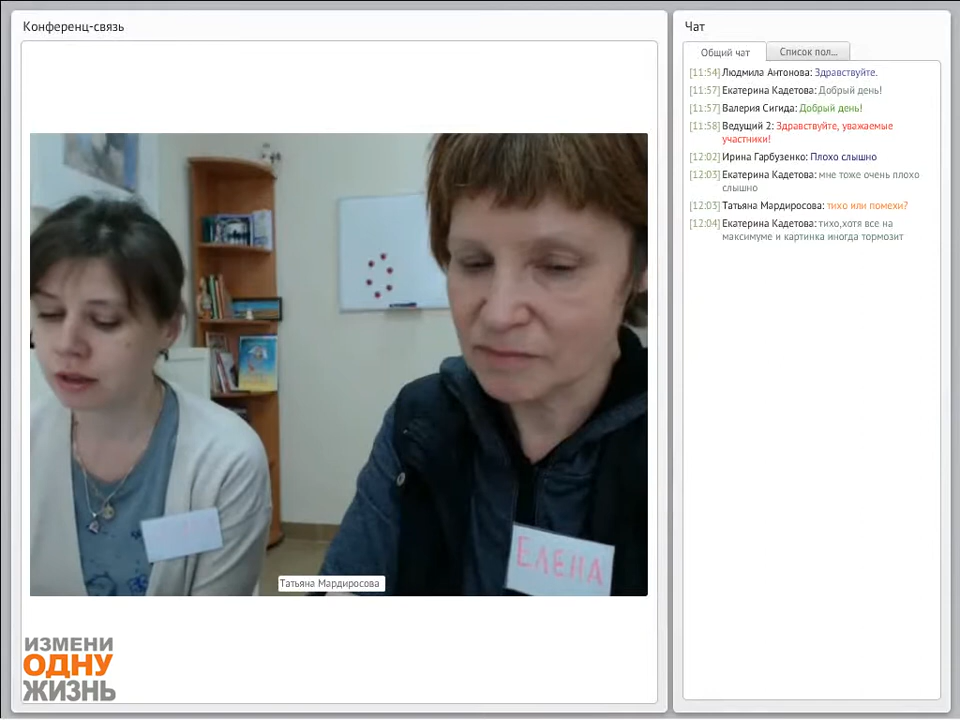 Конференц-связь
Чат
Общий чат
Список пол...
[11:54] Людмила Антонова: Здравствуйте.
[11:57] Екатерина Кадетова: Добрый день!
[11:57] Валерия Сигида: Добрый день!
[11:58] Ведущий 2: Здравствуйте, уважаемые
участники!
[12:02] Ирина Гарбузенко: Плохо слышно
[12:03] Екатерина Кадетова: мне тоже очень плохо
слышно
[12:03] Татьяна Мардиросова: тихо или помехи?
[12:04] Екатерина Кадетова: тихо,хотя все на
максимуме и картинка иногда тормозит
ЕЛЕНА
Татьяна Мардиросова
ИЗМЕНИ
ОДНУ
ЖИЗНЬ